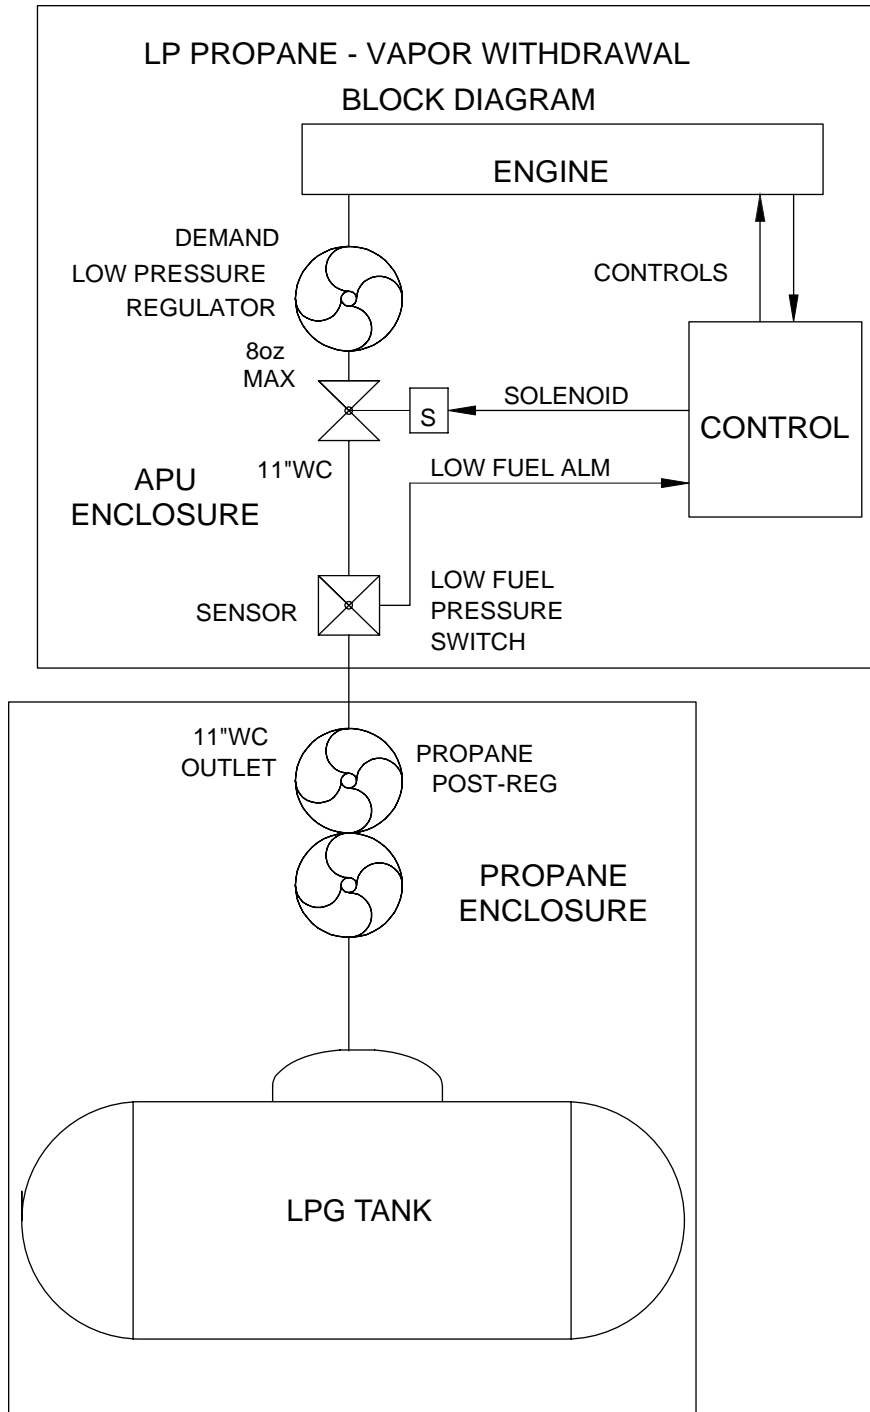 LP PROPANE - VAPOR WITHDRAWAL
BLOCK DIAGRAM
ENGINE
DEMAND
LOW PRESSURE
REGULATOR
CONTROLS
8oz
MAX
S
SOLENOID
CONTROL
11"WC
LOW FUEL ALM
APU
ENCLOSURE
SENSOR
LOW FUEL
PRESSURE
SWITCH
11"WC
OUTLET
PROPANE
POST-REG
PROPANE
ENCLOSURE
LPG TANK